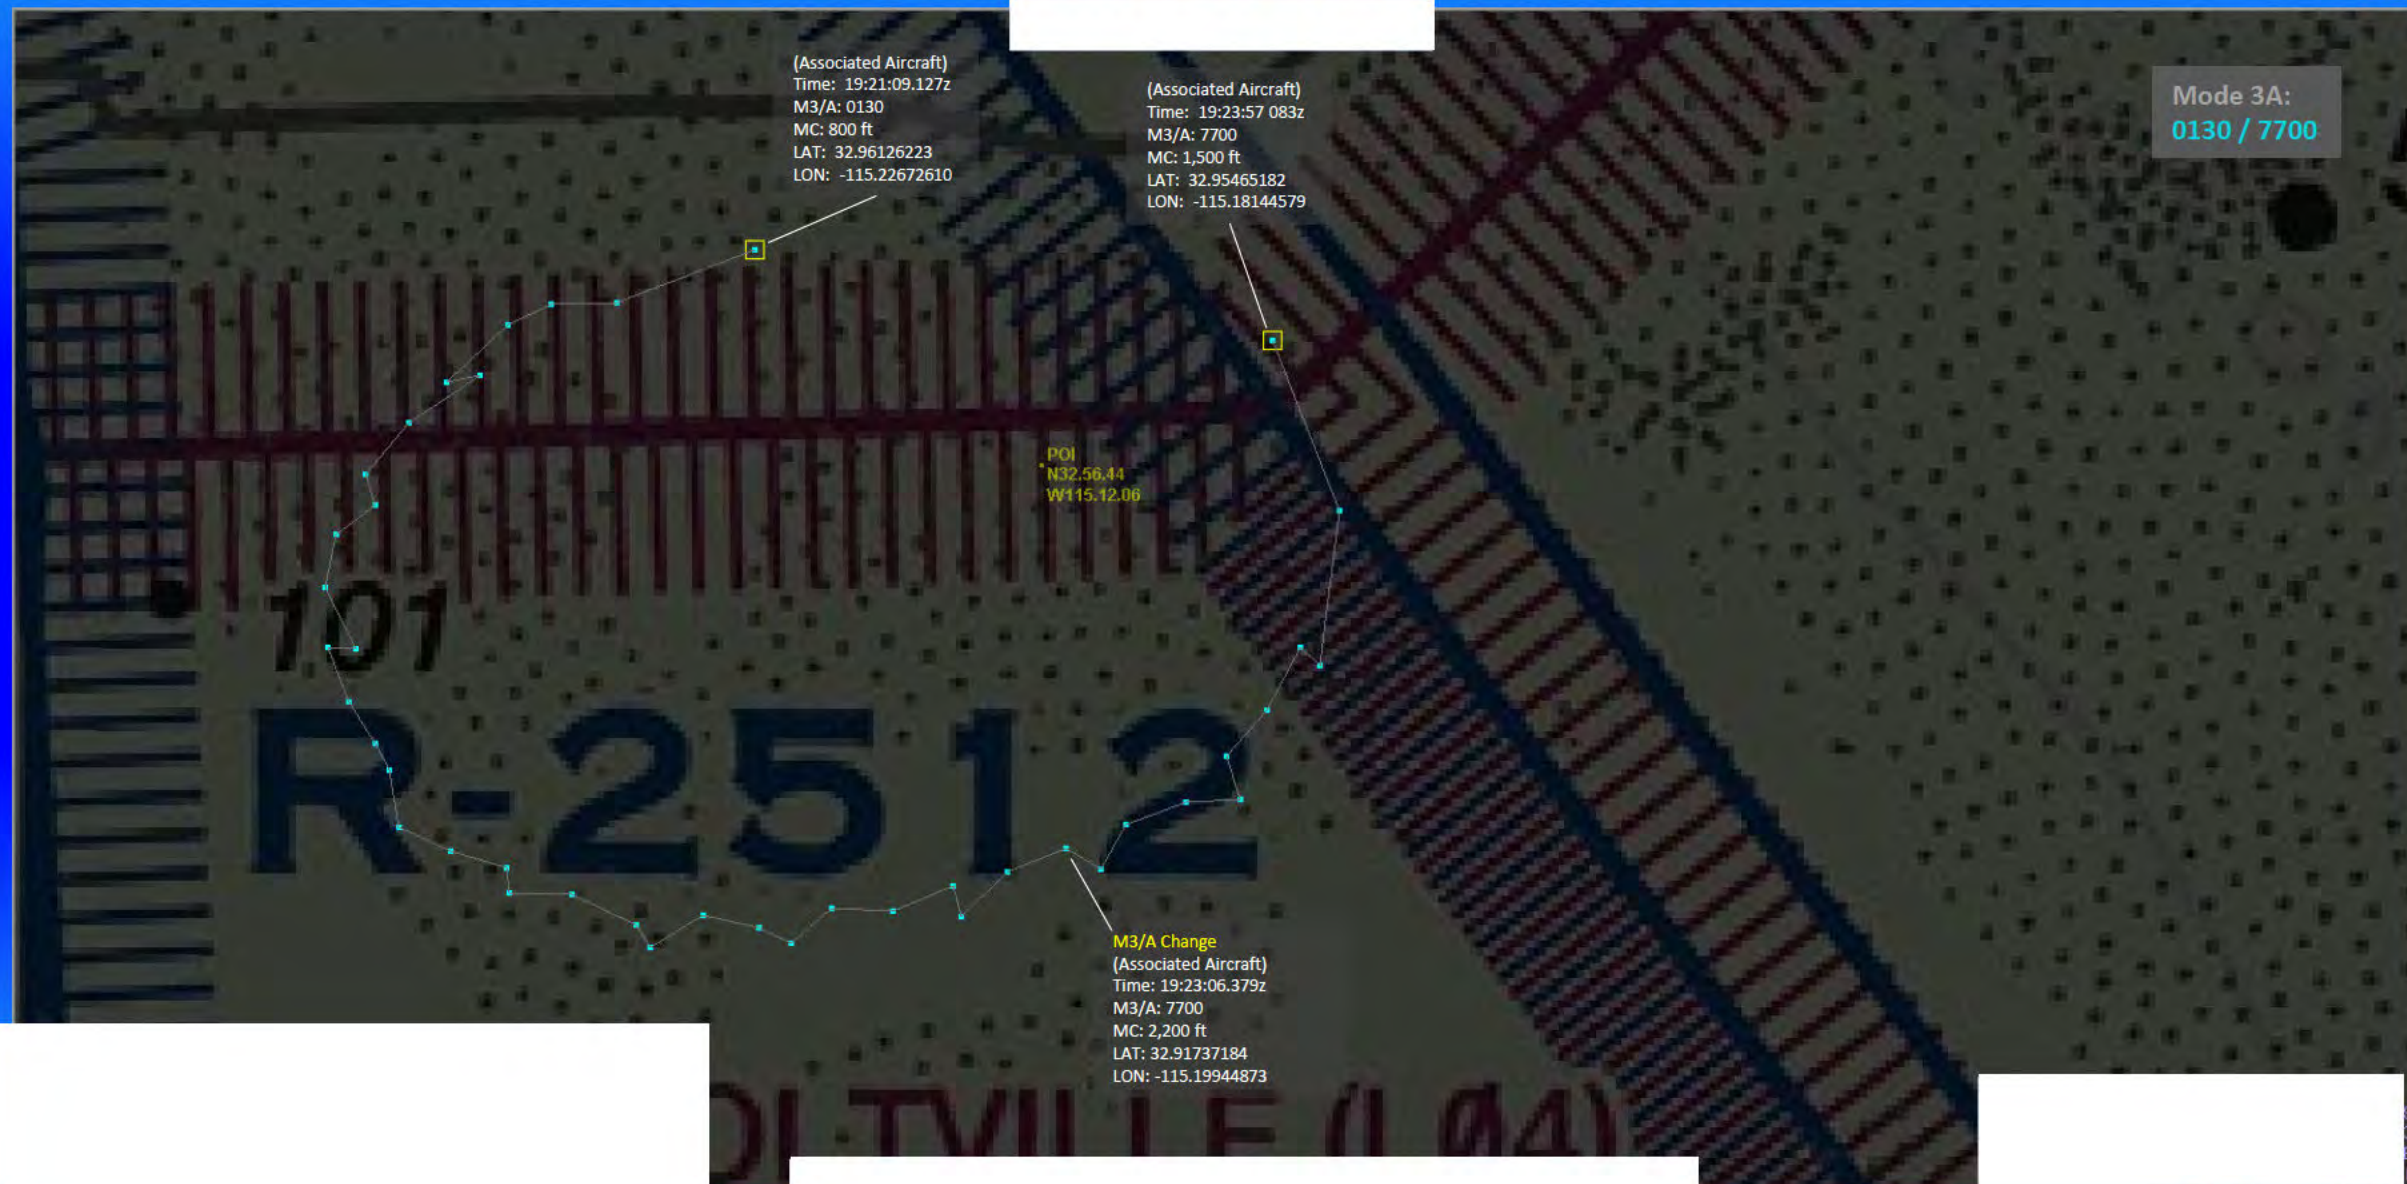 (Associated Aircraft)
Time:  19:21:09.127z
M3/A: 0130
MC: 800 ft
LAT:  32.96126223
LON:  -115.22672610
(Associated Aircraft)
Time:  19:23:57 083z
M3/A: 7700
MC: 1,500 ft
LAT:  32.95465182
LON:  -115.18144579
Mode 3A:
0130 / 7700
POI
N32.56.44
W115.12.06
101
R-2512
M3/A Change
(Associated Aircraft)
Time: 19:23:06.379z
M3/A: 7700
MC: 2,200 ft
LAT: 32.91737184
LON: -115.19944873
(L04)